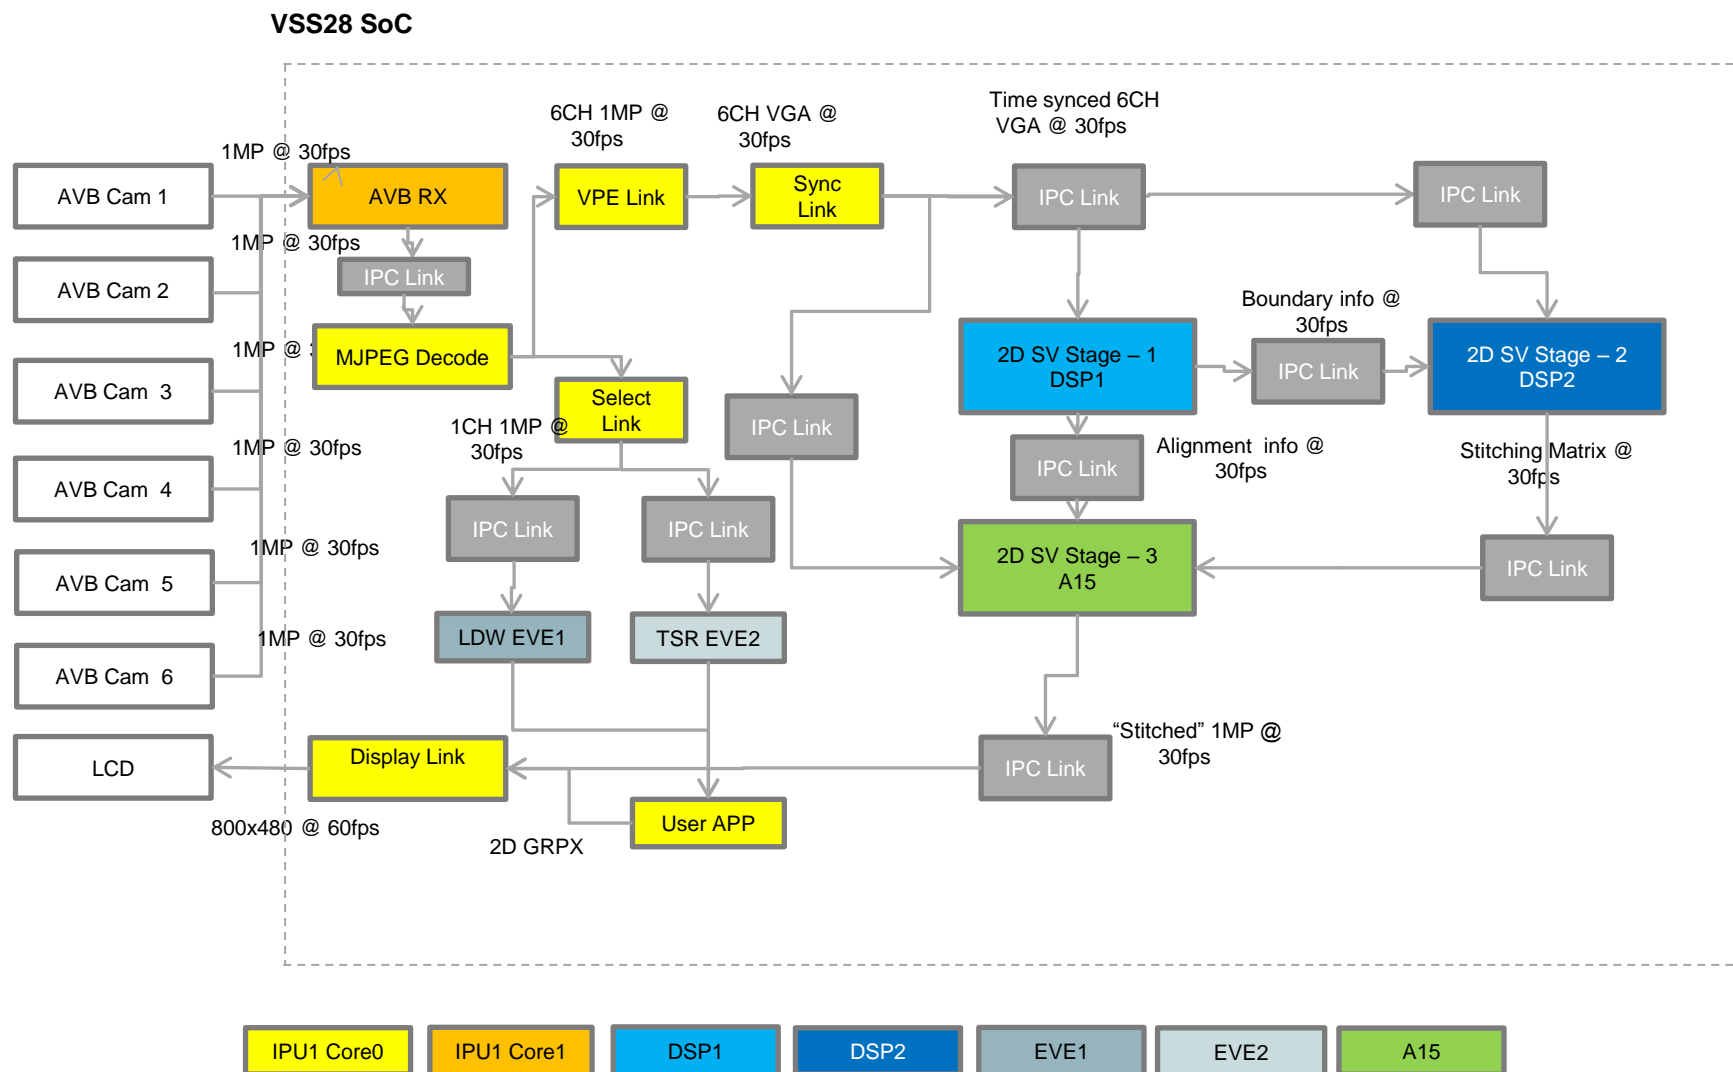 VSS28 SoC
6CH 1MP @
30fps
6CH VGA @
30fps
Time synced 6CH
VGA @ 30fps
1MP @ 30fps
AVB Cam 1
AVB RX
VPE Link
Sync
Link
IPC Link
IPC Link
1MP @ 30fps
IPC Link
AVB Cam 2
Boundary info @
30fps
1MP @ 3
MJPEG Decode
AVB Cam  3
2D SV Stage – 1
DSP1
IPC Link
2D SV Stage – 2
DSP2
Select
Link
1CH 1MP @
30fps
IPC Link
1MP @ 30fps
Alignment  info @
30fps
IPC Link
Stitching Matrix @
30fps
AVB Cam  4
IPC Link
IPC Link
1MP @ 30fps
AVB Cam  5
2D SV Stage – 3
A15
IPC Link
1MP @ 30fps
LDW EVE1
TSR EVE2
AVB Cam  6
“Stitched” 1MP @
30fps
LCD
Display Link
IPC Link
800x480 @ 60fps
2D GRPX
User APP
IPU1 Core0
IPU1 Core1
DSP1
DSP2
EVE1
EVE2
A15